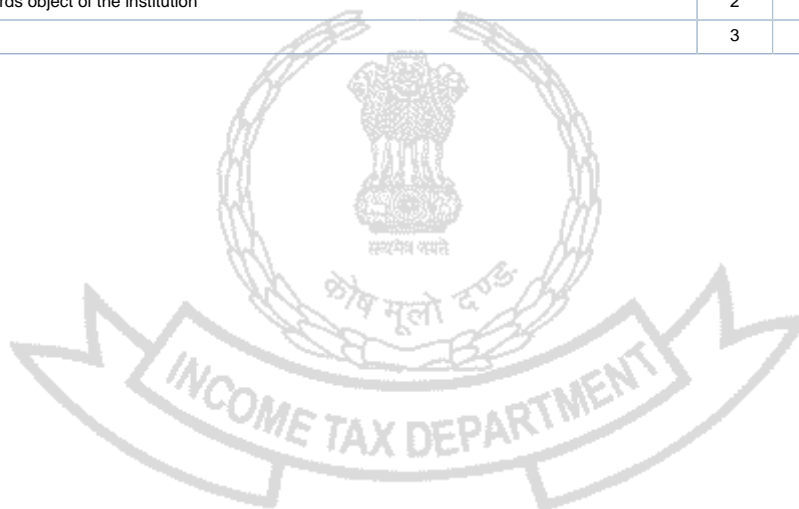 rds object of the institution 2
3
सत्यमेव जयते
कोष मूलो दण्डः
INCOME TAX DEPARTMENT